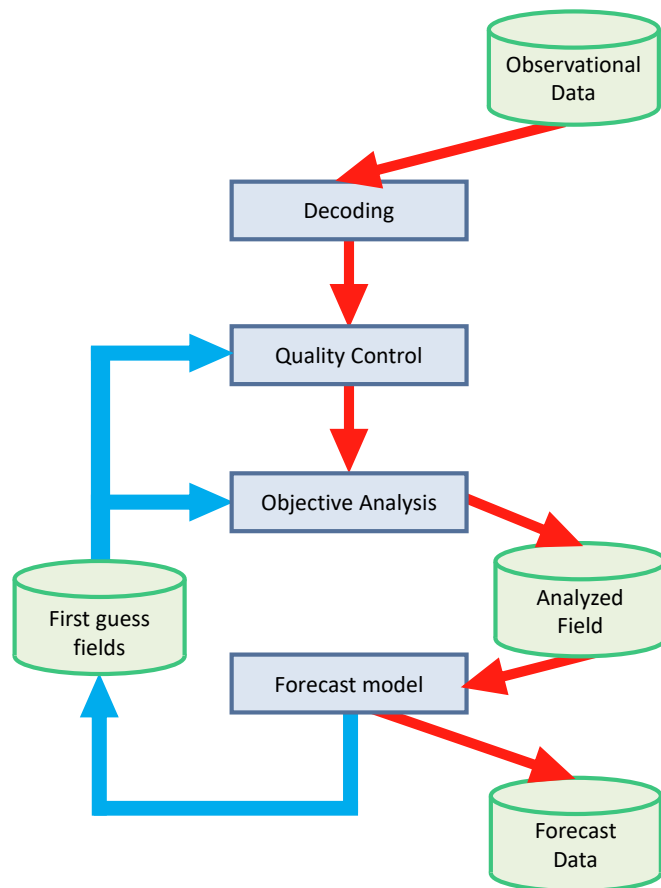 Observational
Data
Decoding
Quality Control
Objective Analysis
First guess
fields
Analyzed
Field
Forecast model
Forecast
Data